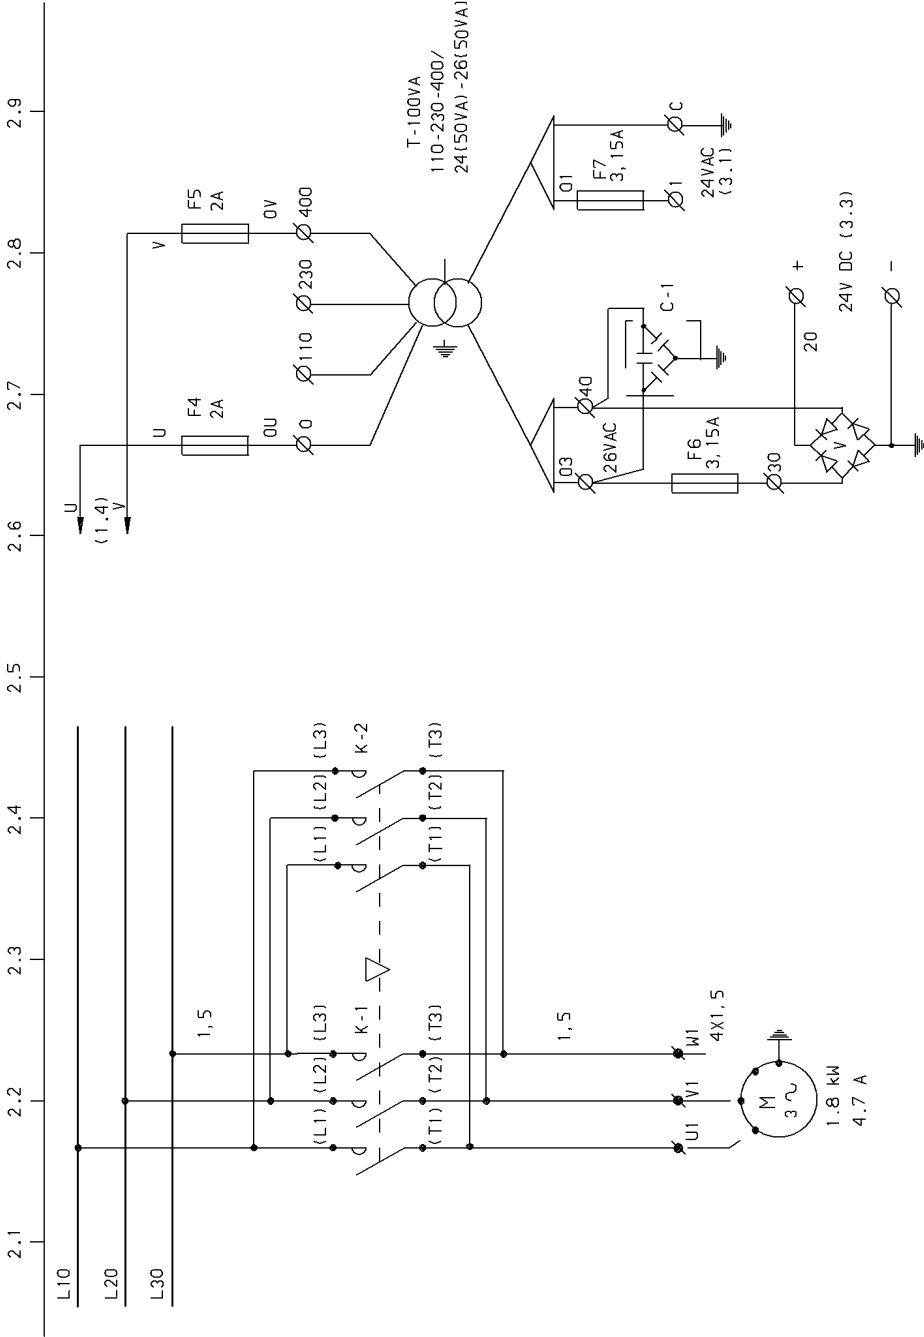 2.1
2.2
2.3
2.4
2.5
2.6
2.7
2.8
2.9
L10
L20
L30
1,5
(L1) (L2) (L3)
K-1
(T1) (T2) (T3)
(L1) (L2) (L3)
K-2
(T1) (T2) (T3)
1,5
U1
V1
W1
4X1,5
M
3
1.8 kW
4.7 A
U
(1.4)
V
U
V
F4
2A
F5
2A
0U
0V
0
110
230
400
T-100VA
110-230-400/
24(50VA)-26(50VA)
03
40
26VAC
C-1
F6
3,15A
30
V
20
+
24V DC (3.3)
-
01
F7
3,15A
1
C
24VAC
(3.1)